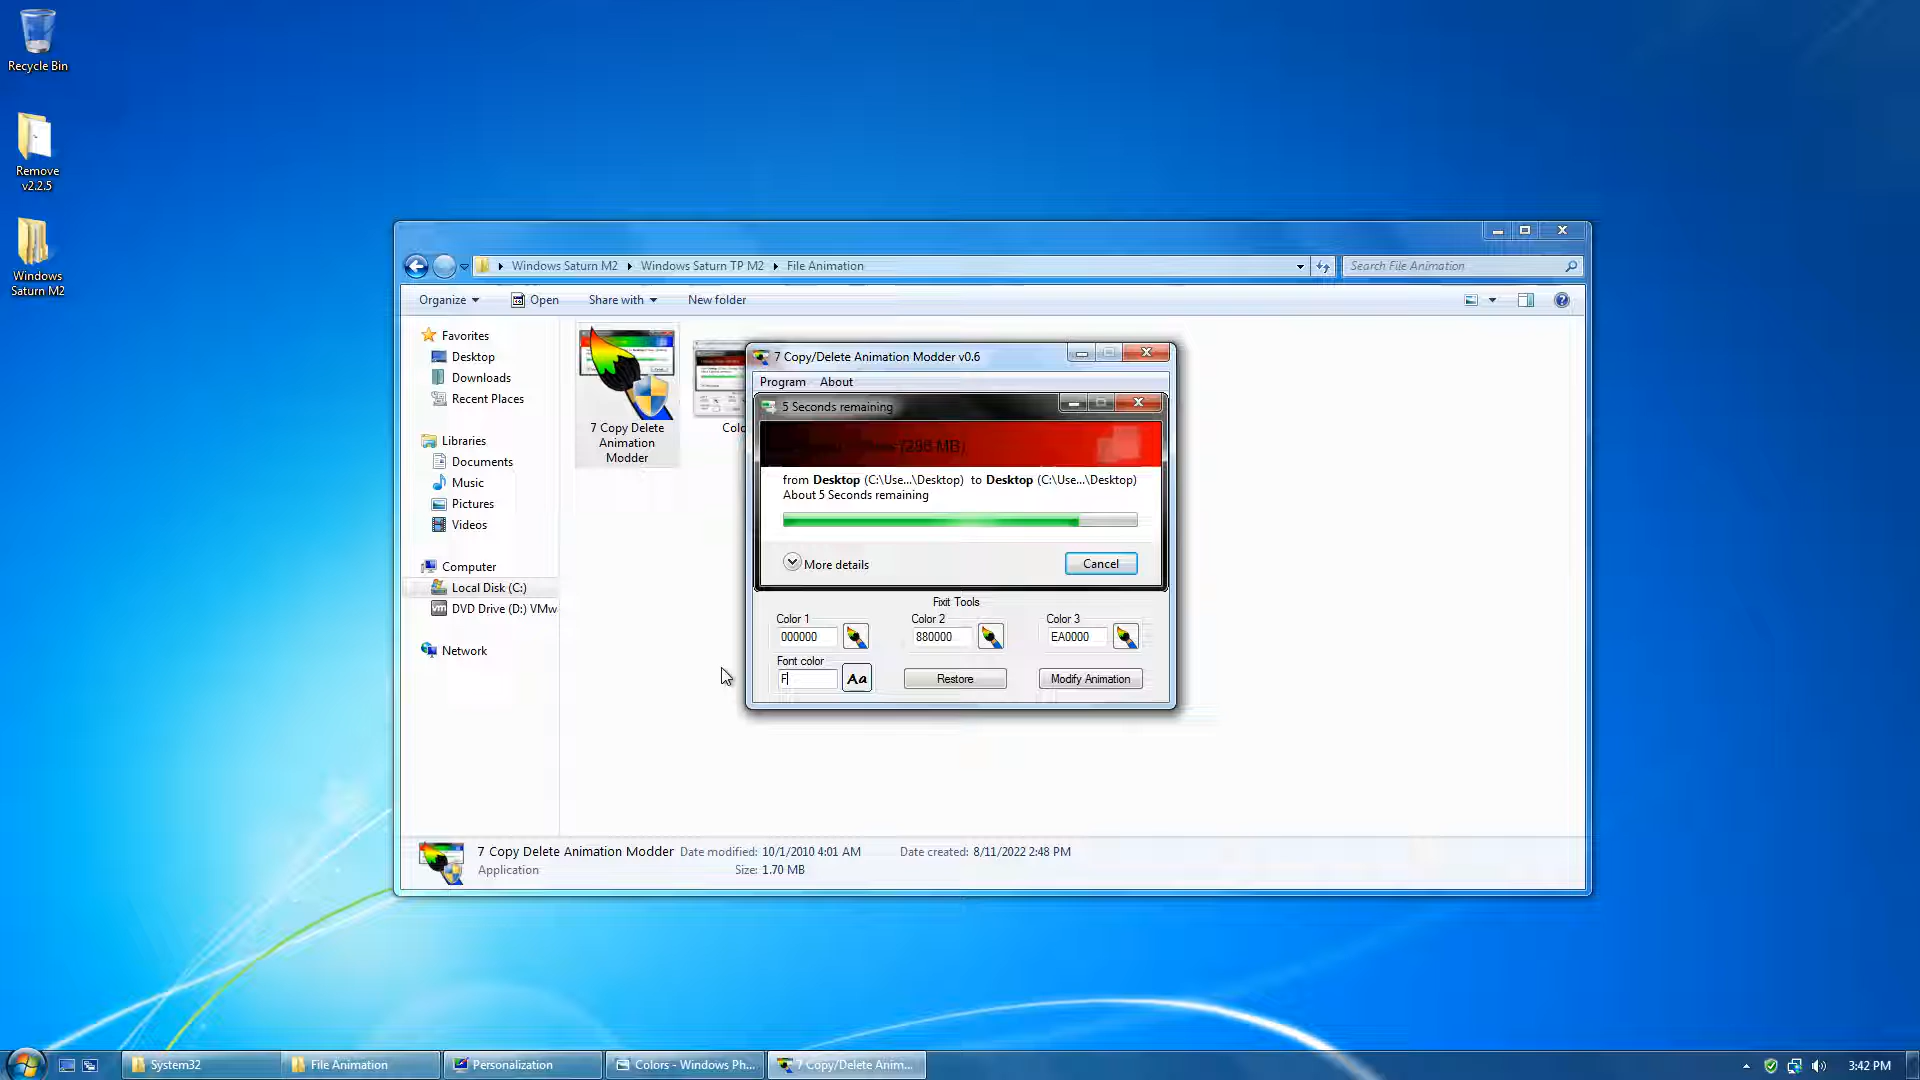 Recycle Bin
Remove
v2.2.5
Windows
Saturn M2
Windows Saturn M2
Windows Saturn TP M2
File Animation
Search File Animation
Organize
Open
Share with
New folder
Favorites
Desktop
Downloads
Recent Places
Libraries
Documents
Music
Pictures
Videos
Computer
Local Disk (C:)
DVD Drive (D:) VMw
Network
7 Copy Delete
Animation
Modder
Colo
7 Copy/Delete Animation Modder v0.6
Program About
5 Seconds remaining
(286 MB)
from Desktop (C:\Use...\Desktop) to Desktop (C:\Use...\Desktop)
About 5 Seconds remaining
More details
Cancel
Fixit Tools
Color 1 Color 2 Color 3
000000 880000 EA0000
Font color
F Aa Restore Modify Animation
7 Copy Delete Animation Modder Date modified: 10/1/2010 4:01 AM Date created: 8/11/2022 2:48 PM
Application Size: 1.70 MB
System32
File Animation
Personalization
Colors - Windows Ph...
7 Copy/Delete Anim...
3:42 PM